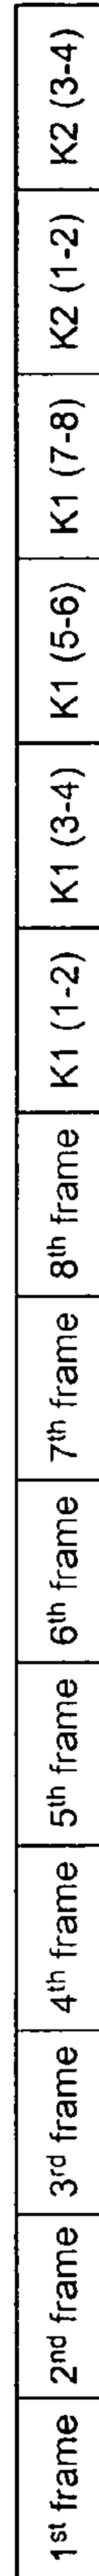 1st frame
2nd frame
3rd frame
4th frame
5th frame
6th frame
7th frame
8th frame
K1 (1-2)
K1 (3-4)
K1 (5-6)
K1 (7-8)
K2 (1-2)
K2 (3-4)